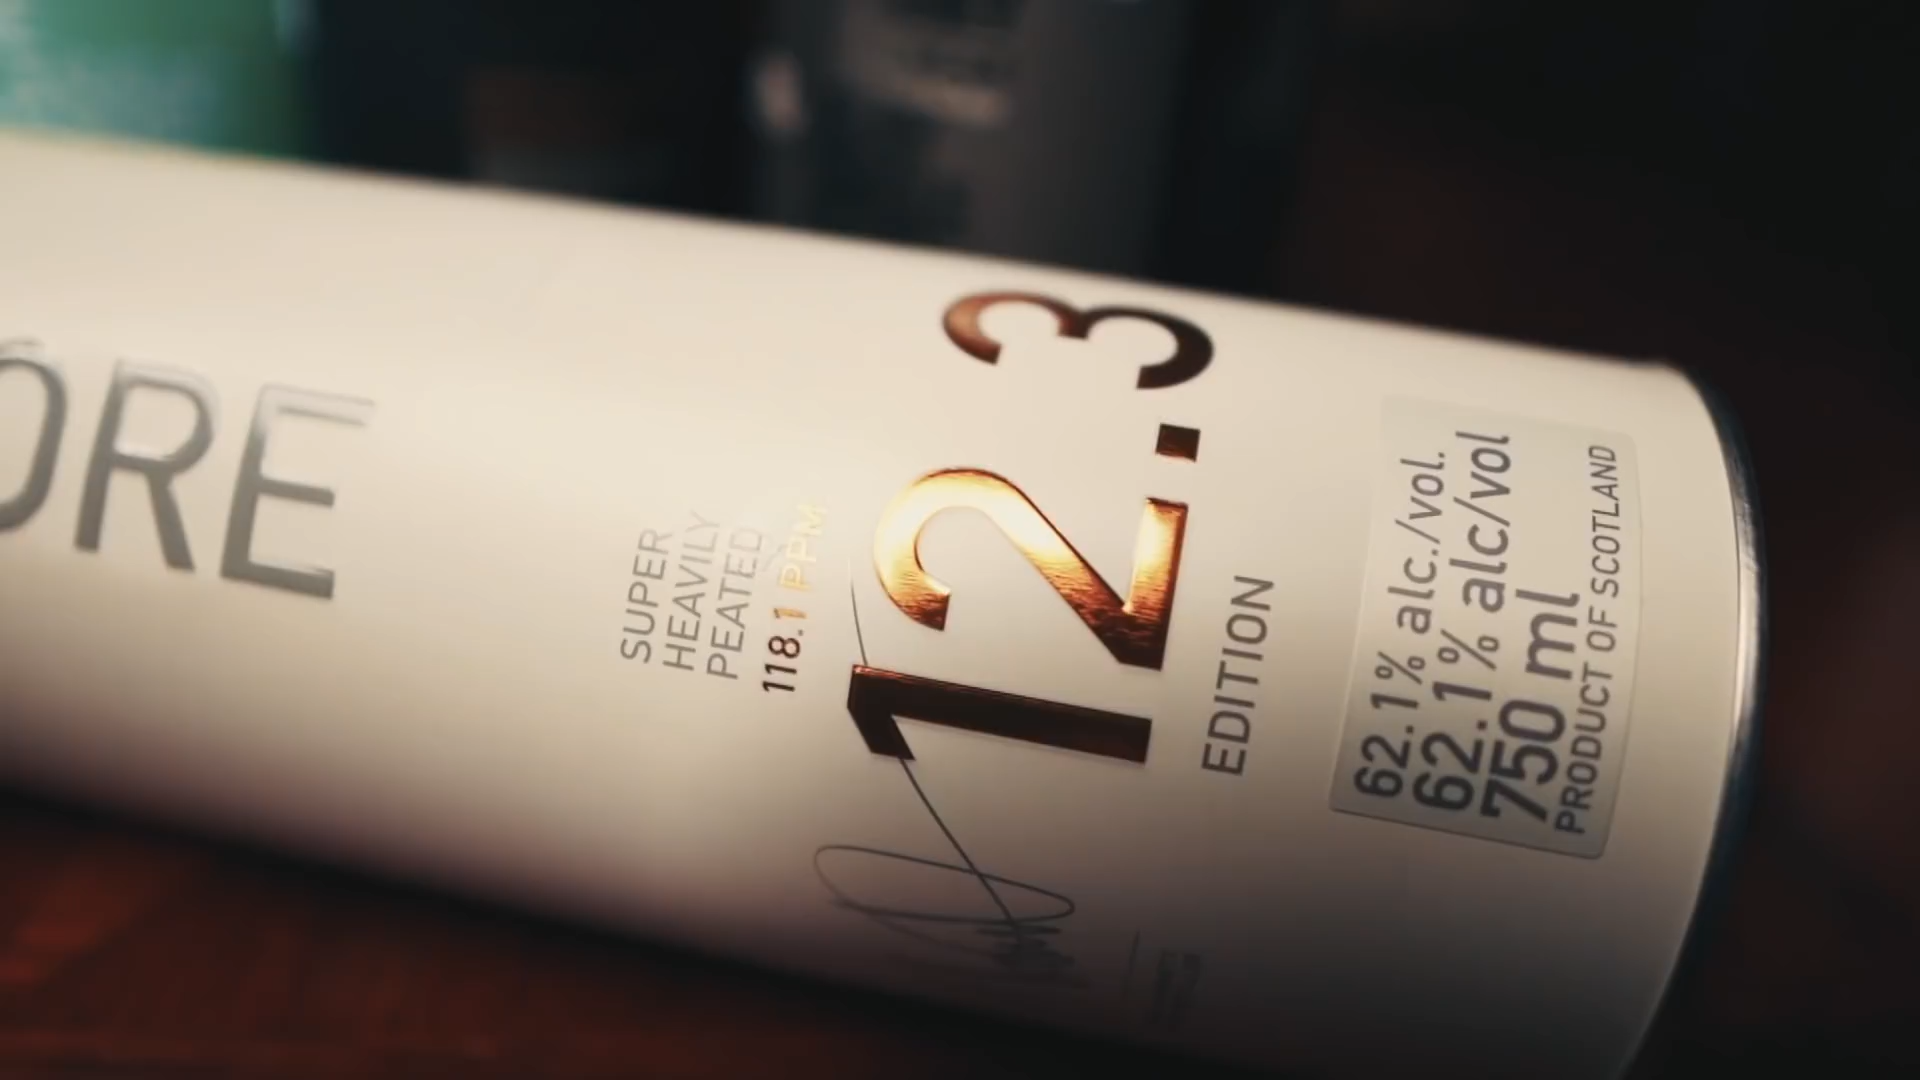 ORE
SUPER
HEAVILY
PEATED
118.1 PPM
12.3
EDITION
62.1% alc./vol.
62.1% alc/vol
750 ml
PRODUCT OF SCOTLAND